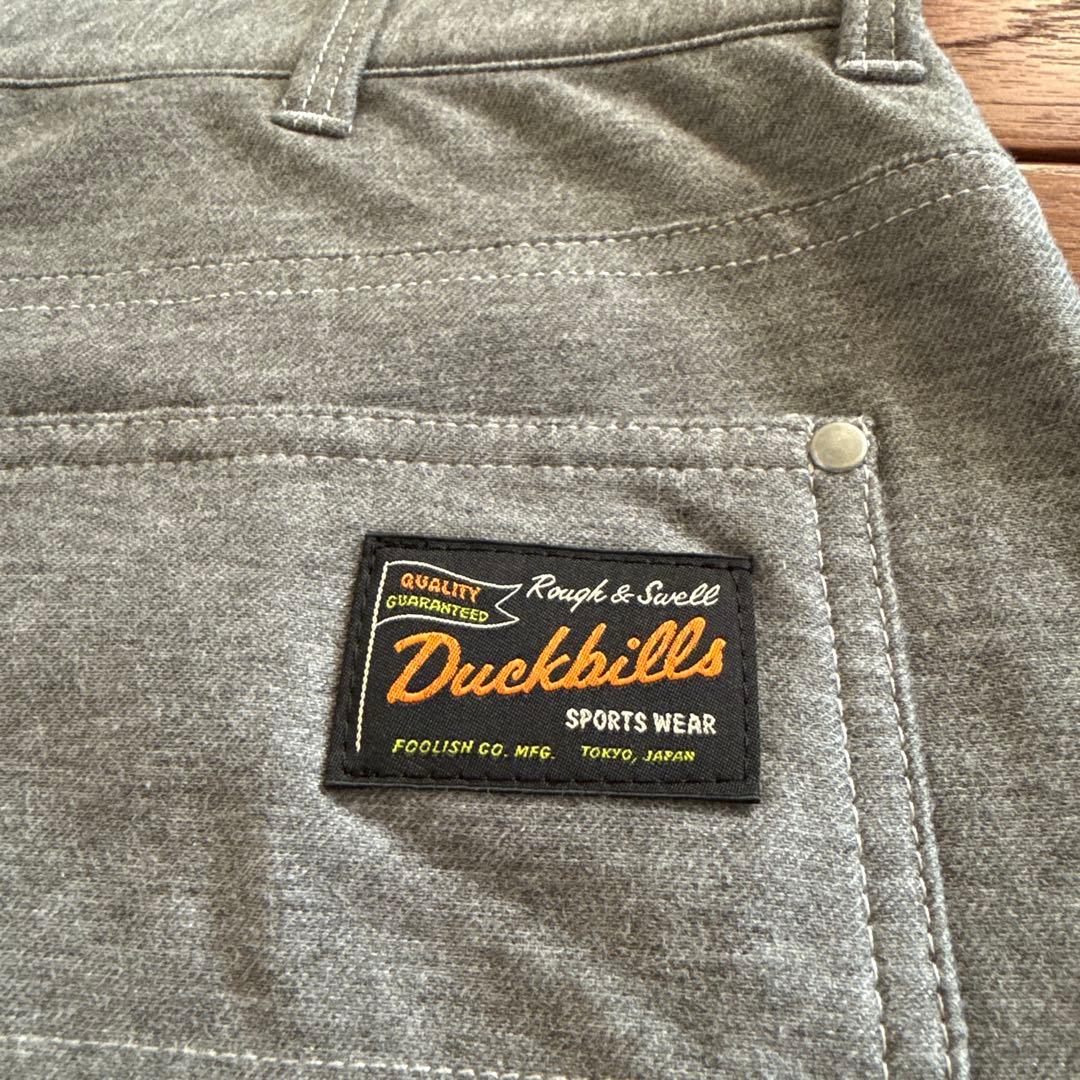 QUALITY
GUARANTEED
Rough & Swell
Duckbills
SPORTS WEAR
FOOLISH CO. MFG. TOKYO, JAPAN